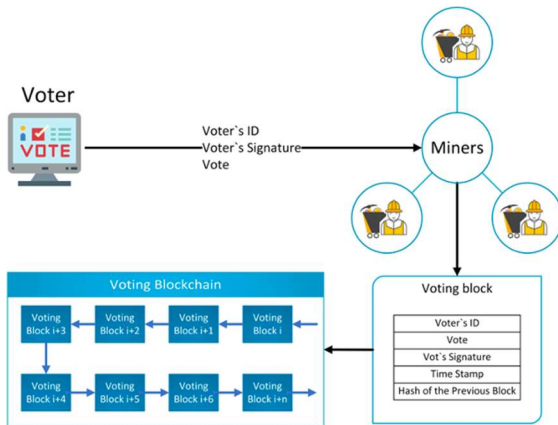 Voter
VOTE
Voter`s ID
Voter`s Signature
Vote
Miners
Voting Blockchain
Voting
Block i+3
Voting
Block i+2
Voting
Block i+1
Voting
Block i
Voting
Block i+4
Voting
Block i+5
Voting
Block i+6
Voting
Block i+n
Voting block
Voter`s ID
Vote
Vot`s Signature
Time Stamp
Hash of the Previous Block